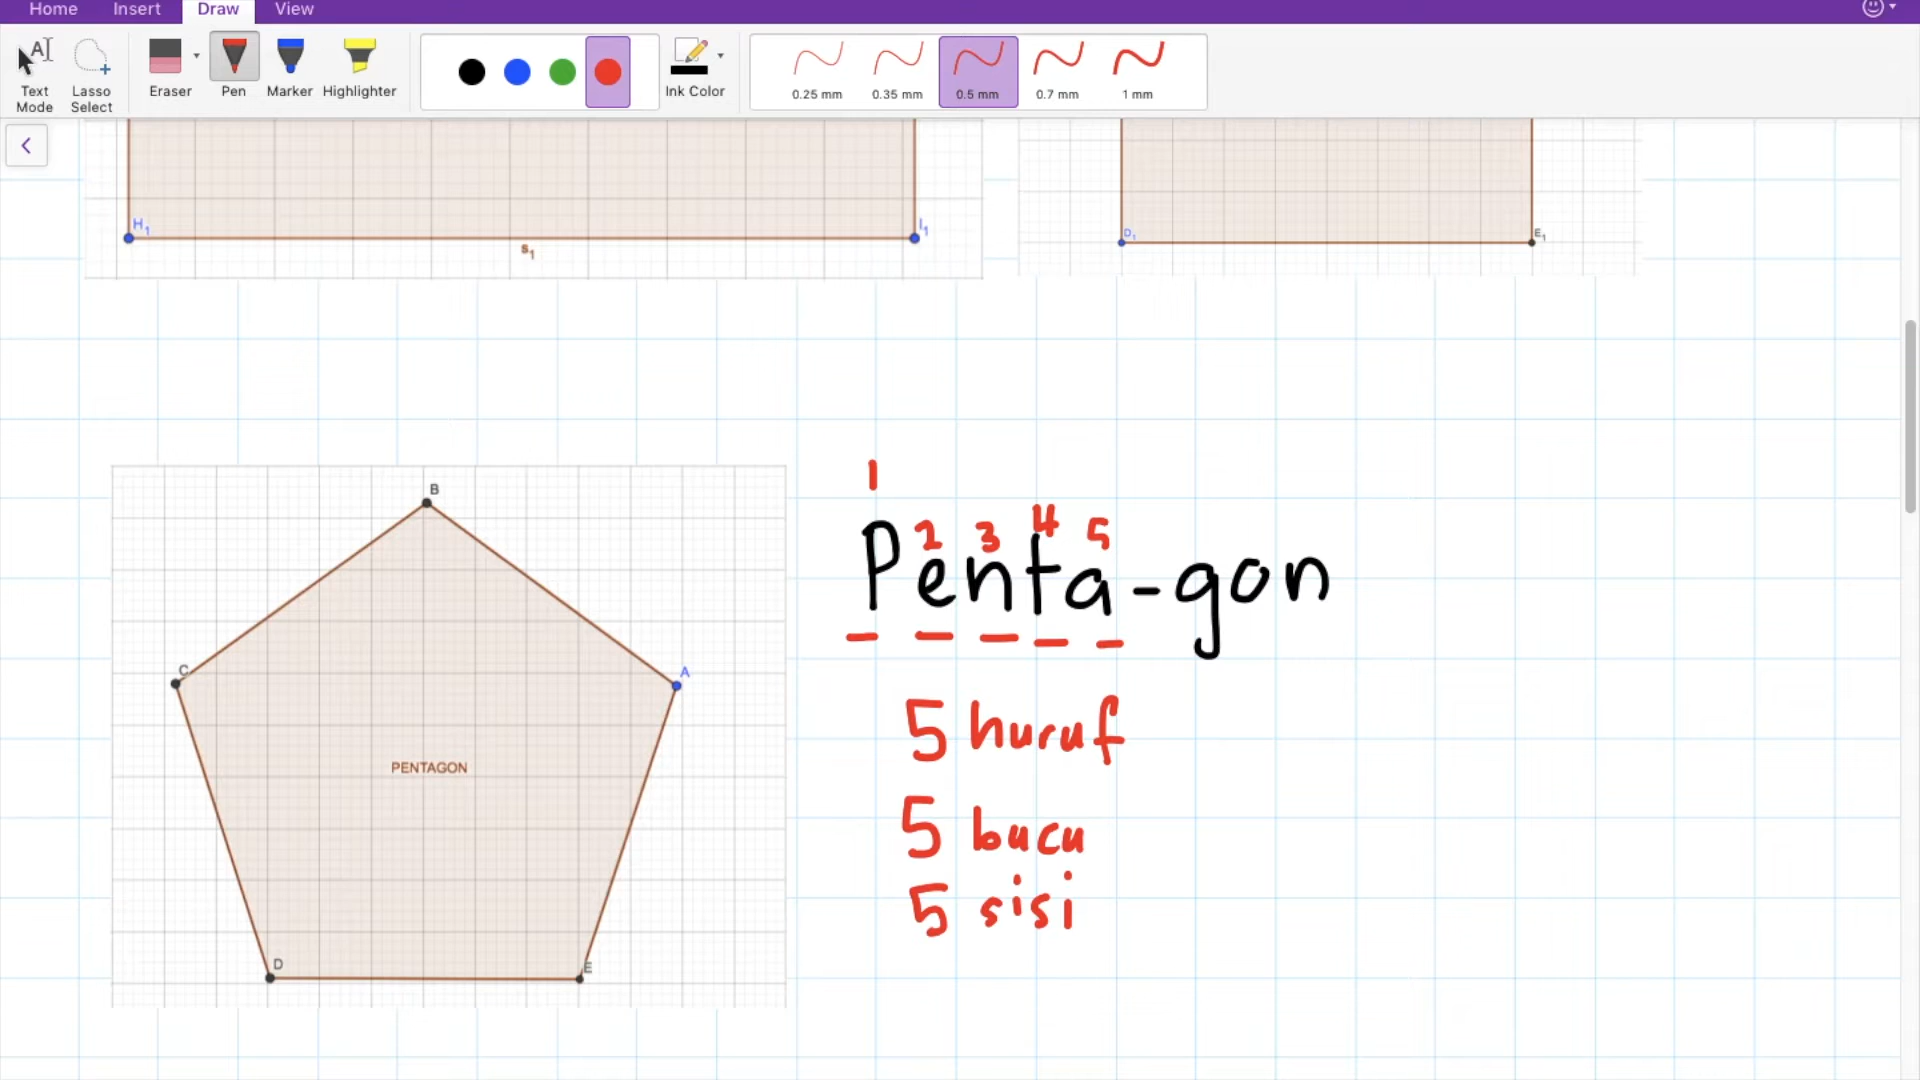 Home Insert Draw View
Text Mode
Lasso Select
Eraser
Pen
Marker
Highlighter
Ink Color
0.25 mm
0.35 mm
0.5 mm
0.7 mm
1 mm
H1
I1
s1
D1
E1
B
C
A
PENTAGON
D
E
1
2 3 4 5
Penta-gon
5 huruf
5 bucu
5 sisi